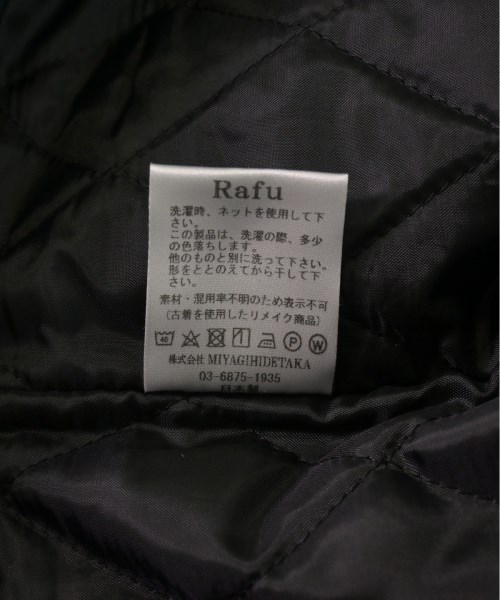 Rafu
洗濯時、ネットを使用して下
さい。
この製品は、洗濯の際、多少
の色落ちします。
他のものと別に洗って下さい。
形をととのえてから干して下
さい。
素材・混用率不明のため表示不可
(古着を使用したリメイク商品)
40 P W
株式会社 MIYAGIHIDETAKA
03-6875-1935
日本製